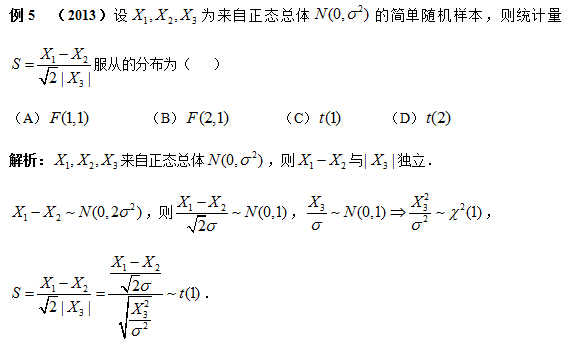 例 5 （2013）设 X₁, X₂, X₃ 为来自正态总体 N(0, σ²) 的简单随机样本，则统计量
S = (X₁ − X₂) / (√2 | X₃ |) 服从的分布为（ ）
（A）F(1,1) （B）F(2,1) （C）t(1) （D）t(2)
解析：X₁, X₂, X₃ 来自正态总体 N(0, σ²)，则 X₁ − X₂ 与 | X₃ | 独立．
X₁ − X₂ ~ N(0, 2σ²)，则 (X₁ − X₂) / (√2σ) ~ N(0,1)，X₃ / σ ~ N(0,1) ⇒ X₃² / σ² ~ χ²(1)，
S = (X₁ − X₂) / (√2 | X₃ |) = ((X₁ − X₂) / (√2σ)) / √(X₃² / σ²) ~ t(1)．